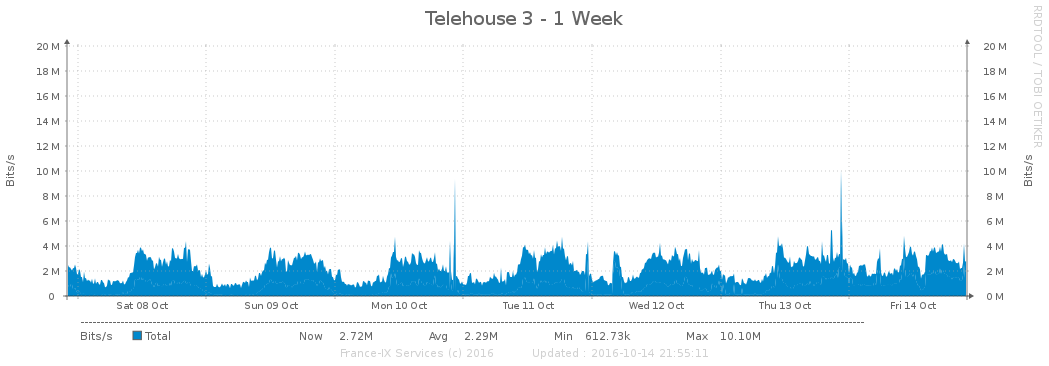 Telehouse 3 - 1 Week
RRDTOOL / TOBI OETIKER
Bits/s
Bits/s
20 M 20 M
18 M 18 M
16 M 16 M
14 M 14 M
12 M 12 M
10 M 10 M
8 M 8 M
6 M 6 M
4 M 4 M
2 M 2 M
0 0 M
Sat 08 Oct Sun 09 Oct Mon 10 Oct Tue 11 Oct Wed 12 Oct Thu 13 Oct Fri 14 Oct
Bits/s Total Now 2.72M Avg 2.29M Min 612.73k Max 10.10M
France-IX Services (c) 2016 Updated : 2016-10-14 21:55:11